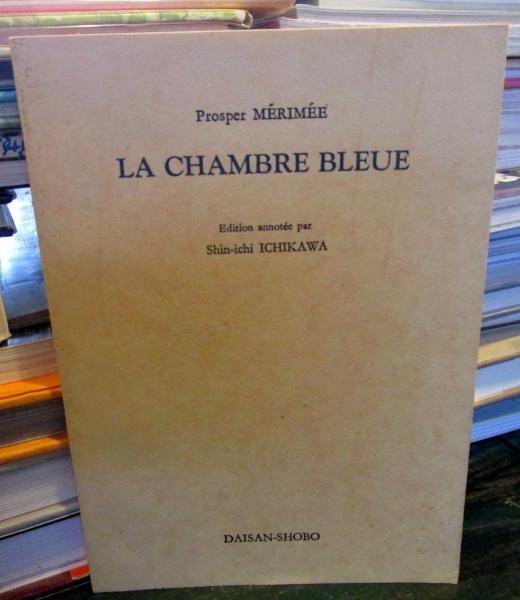 Prosper MÉRIMÉE
LA CHAMBRE BLEUE
Edition annotée par
Shin-ichi ICHIKAWA
DAISAN-SHOBO